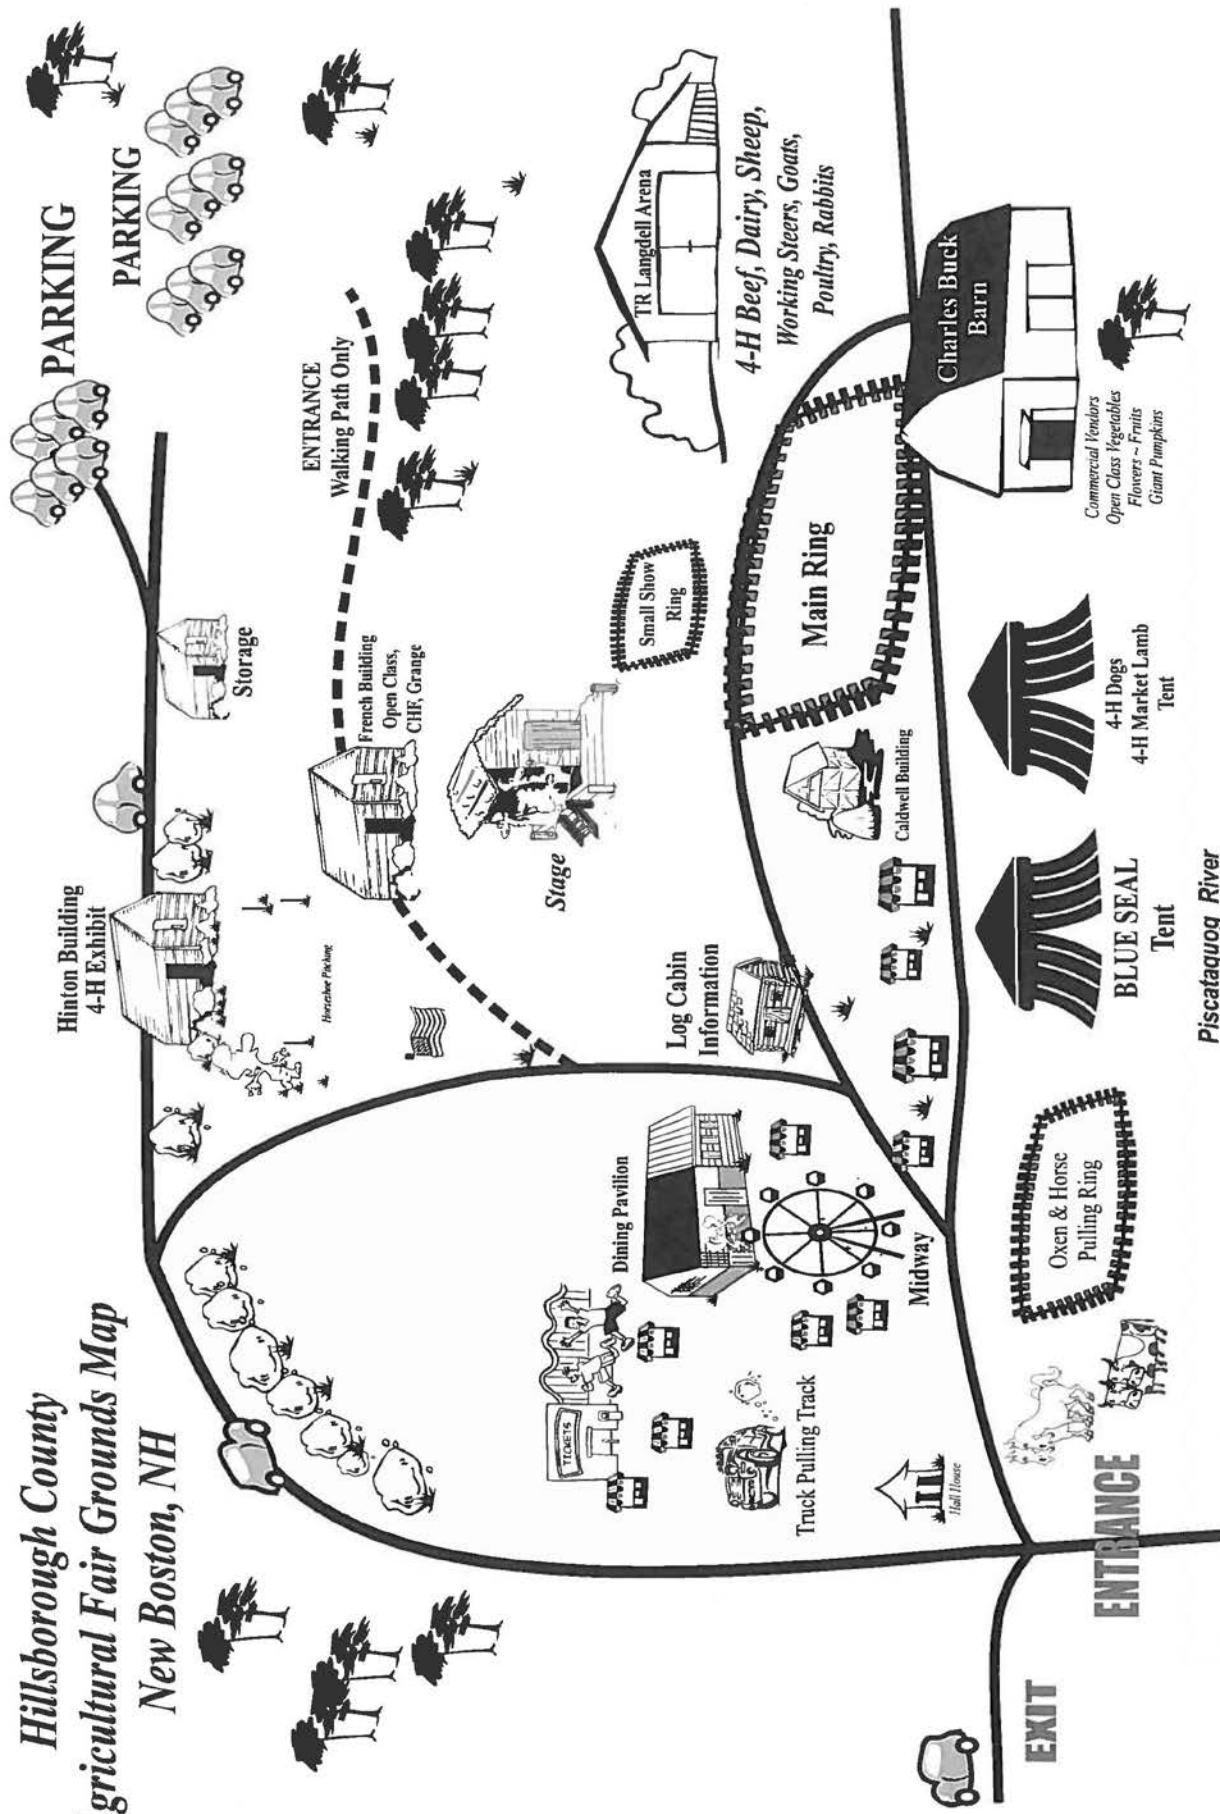 Hillsborough County
gricultural Fair Grounds Map
New Boston, NH
Hinton Building
4-H Exhibit
PARKING
PARKING
Storage
Horseshoe Pitching
ENTRANCE
Walking Path Only
French Building
Open Class,
CHF, Grange
Stage
TICKETS
Dining Pavilion
Log Cabin
Information
Small Show
Ring
TR Langdell Arena
4-H Beef, Dairy, Sheep,
Working Steers, Goats,
Poultry, Rabbits
Truck Pulling Track
Main Ring
Caldwell Building
Midway
Hall House
Charles Buck
Barn
Commercial Vendors
Open Class Vegetables
Flowers ~ Fruits
Giant Pumpkins
Oxen & Horse
Pulling Ring
BLUE SEAL
Tent
4-H Dogs
4-H Market Lamb
Tent
EXIT
ENTRANCE
Piscataquog River